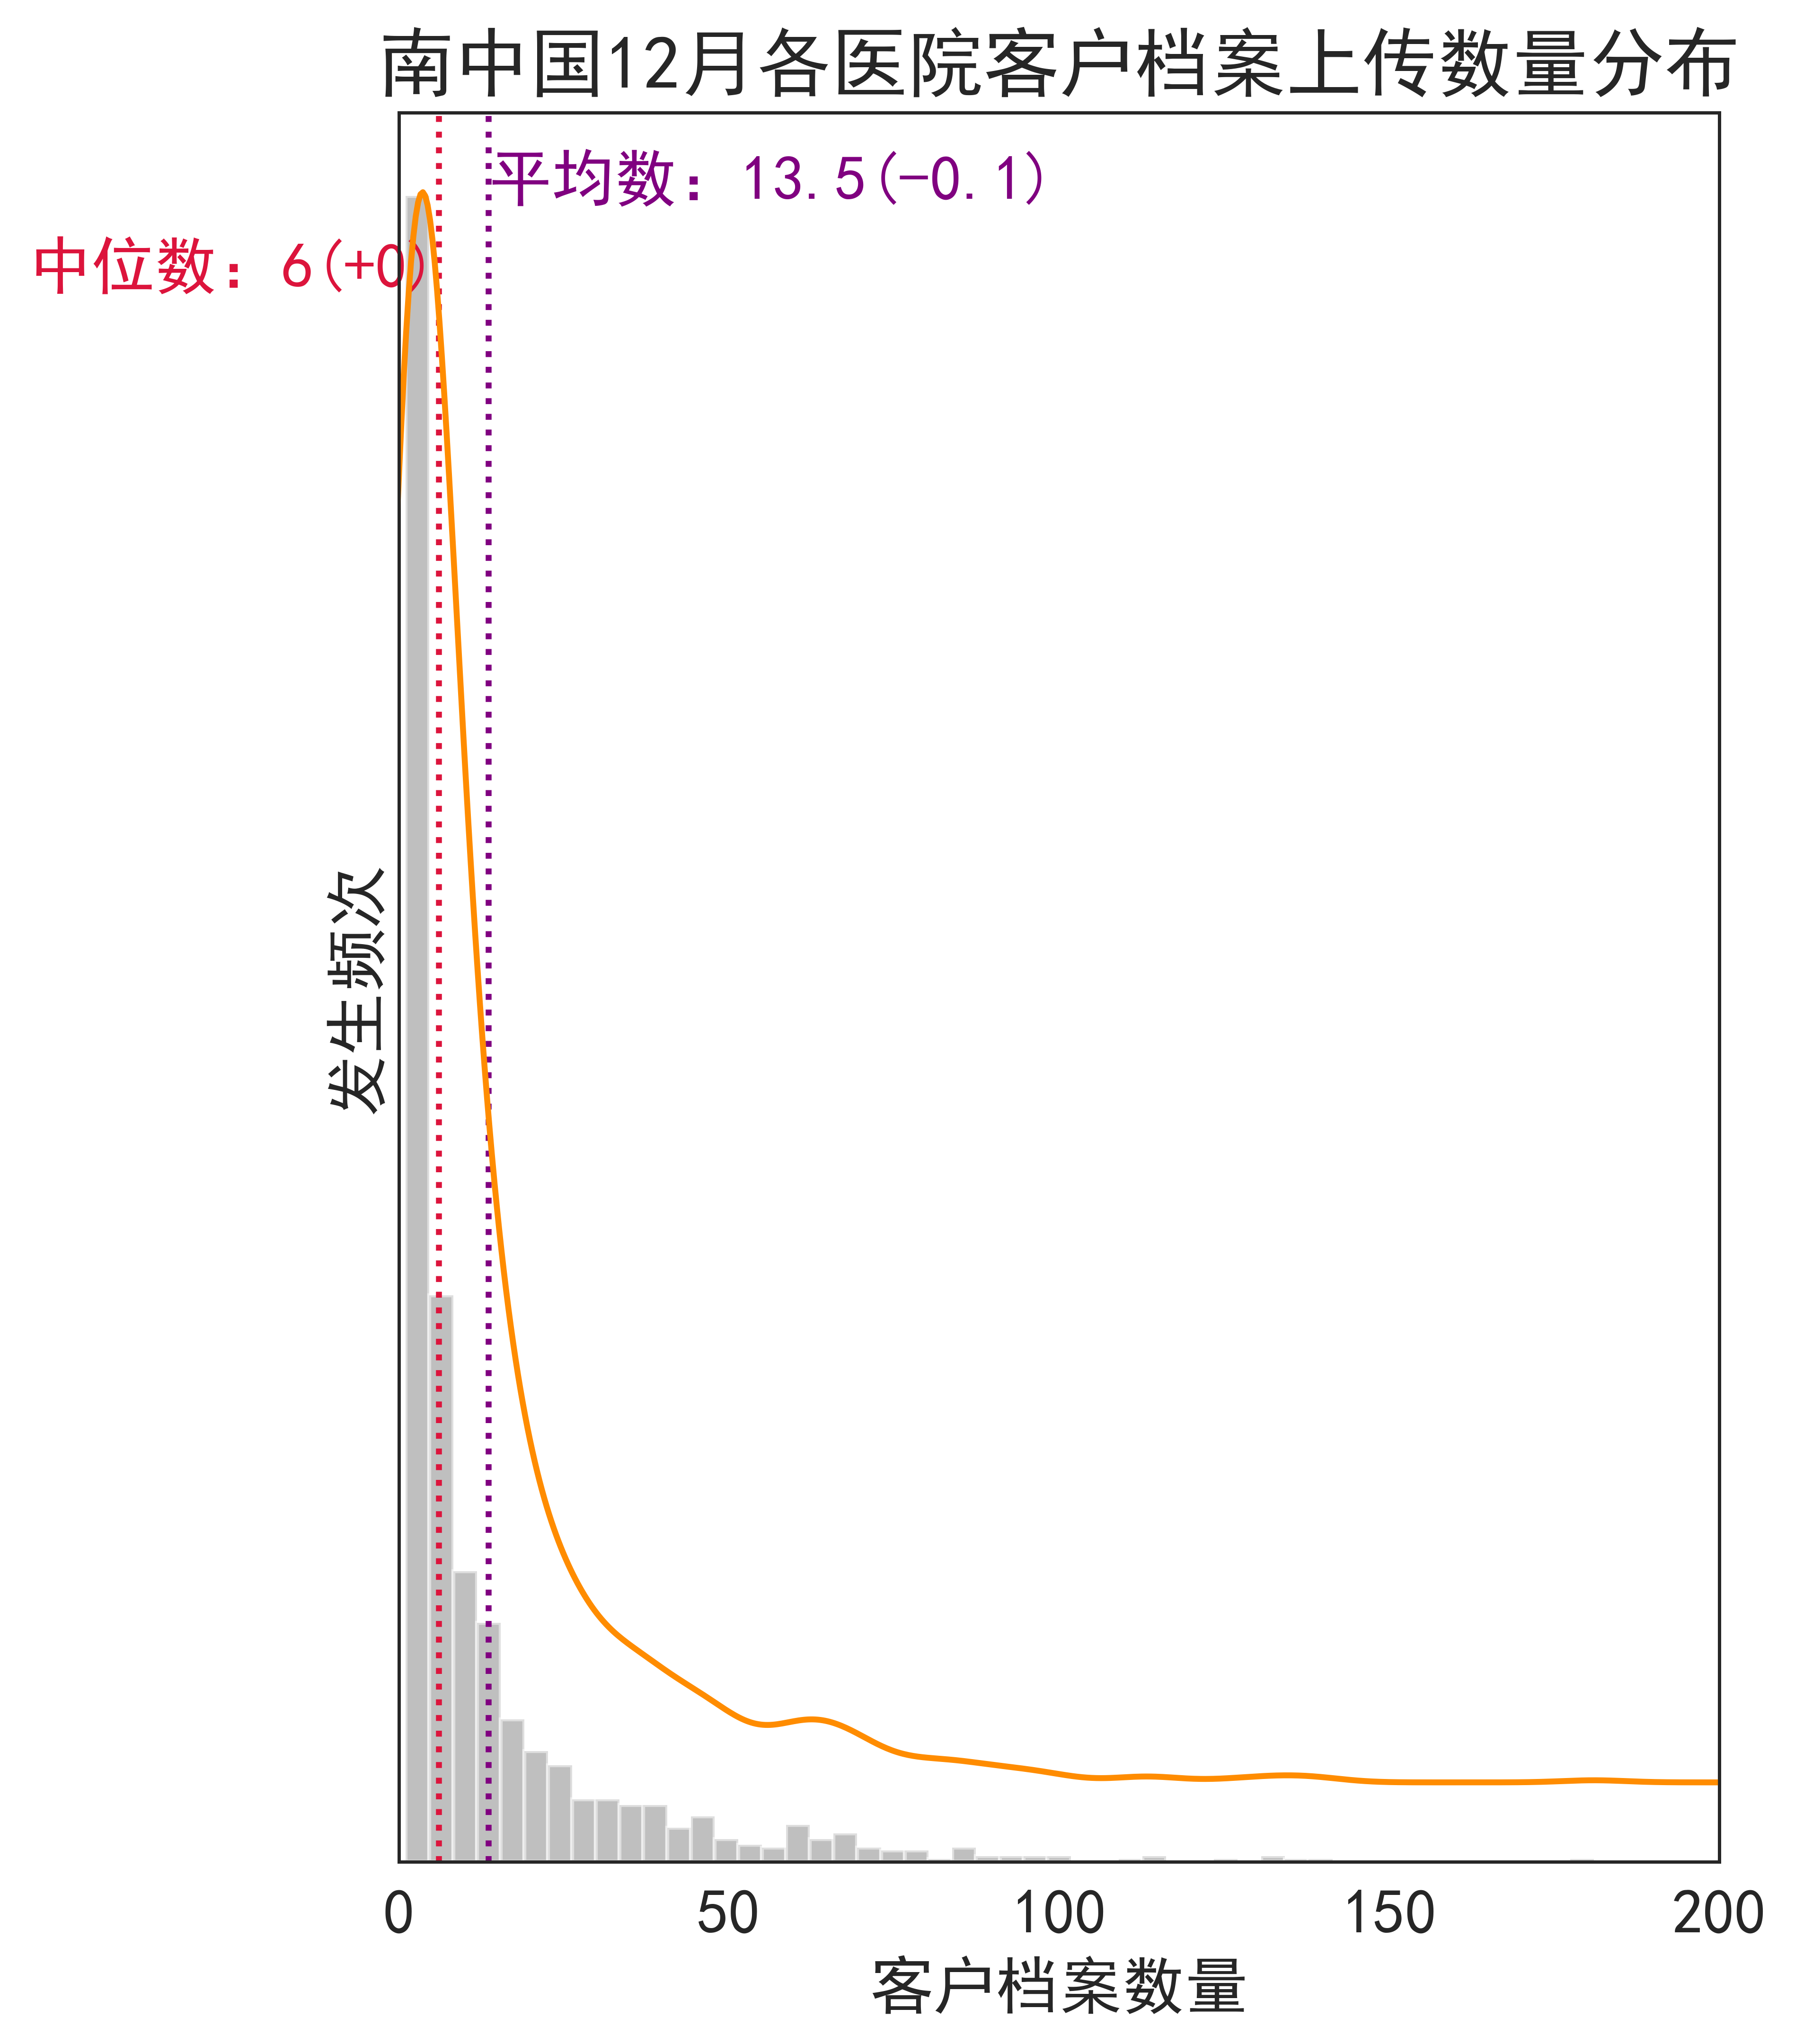 南中国12月各医院客户档案上传数量分布
平均数：13.5(-0.1)
中位数：6(+0)
发生频次
0 50 100 150 200
客户档案数量